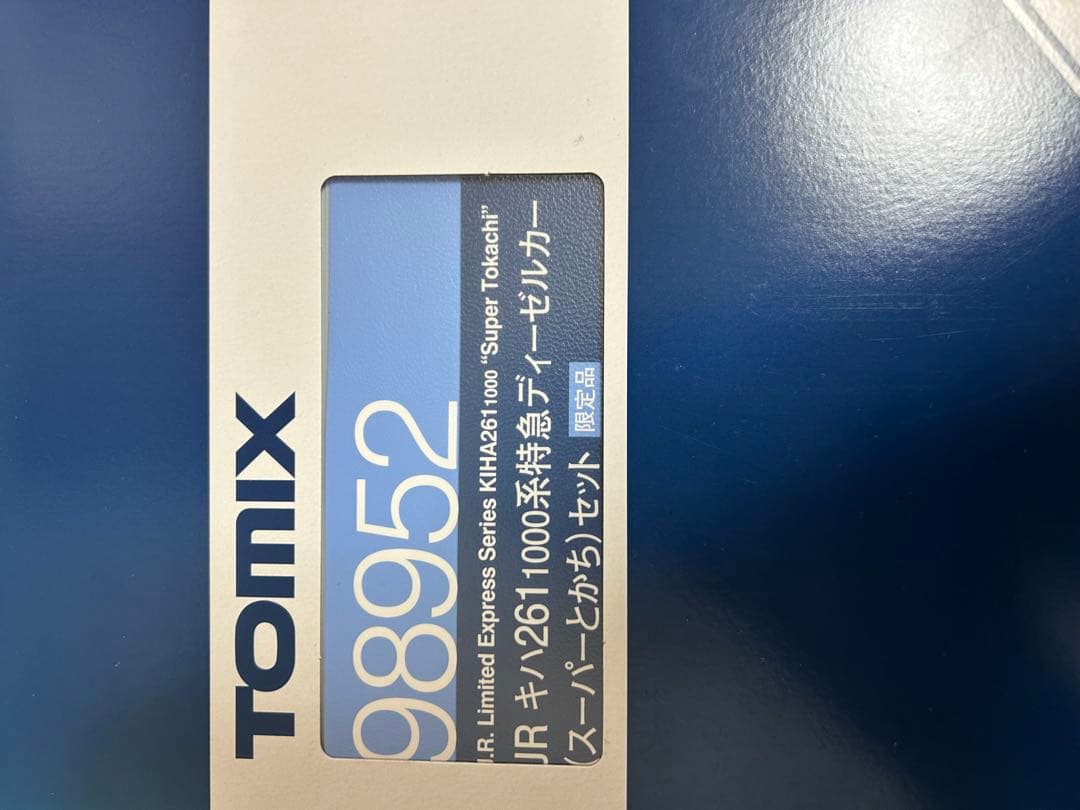 TOMIX
98952
J.R. Limited Express Series KIHA261 1000 “Super Tokachi”
JR キハ261 1000系特急ディーゼルカー
(スーパーとかち)セット 限定品